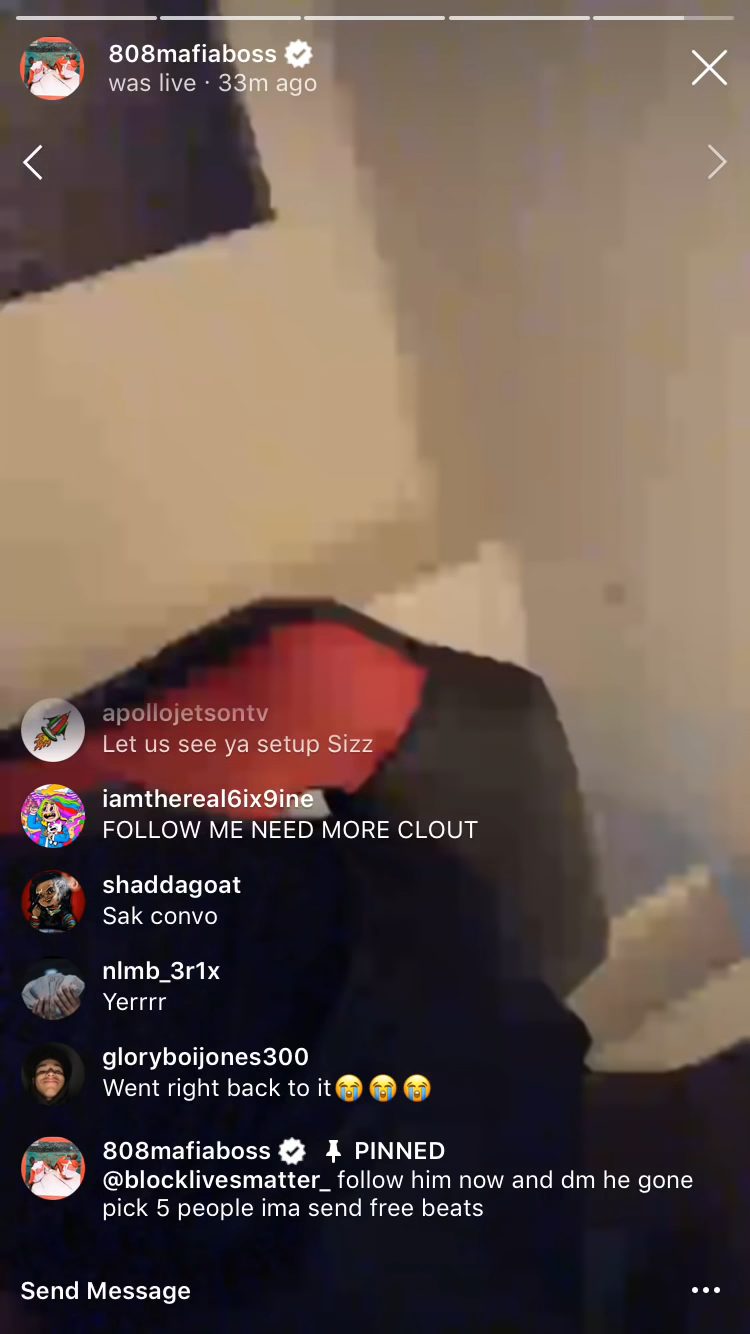 808mafiaboss
was live · 33m ago
apollojetsontv
Let us see ya setup Sizz
iamthereal6ix9ine
FOLLOW ME NEED MORE CLOUT
shaddagoat
Sak convo
nlmb_3r1x
Yerrrr
gloryboijones300
Went right back to it😭😭😭
808mafiaboss PINNED
@blocklivesmatter_ follow him now and dm he gone
pick 5 people ima send free beats
Send Message